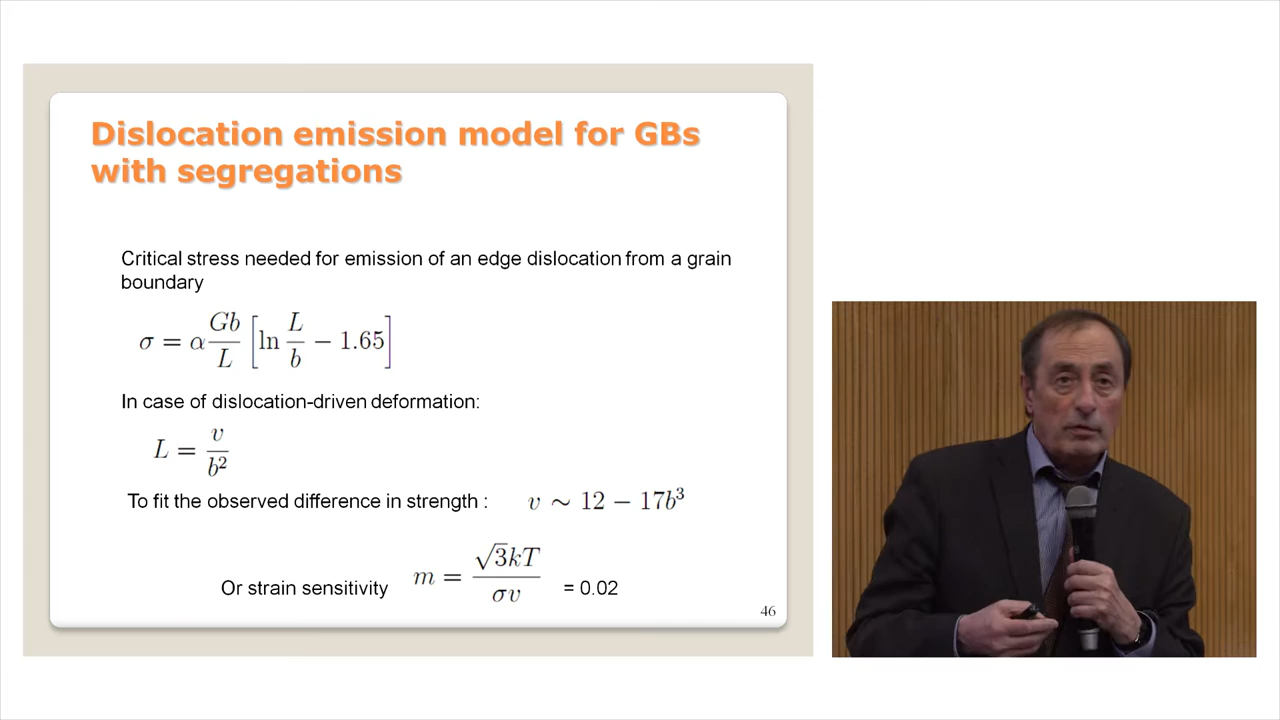 Dislocation emission model for GBs
with segregations
Critical stress needed for emission of an edge dislocation from a grain
boundary
σ = α Gb/L [ln L/b − 1.65]
In case of dislocation-driven deformation:
L = v/b²
To fit the observed difference in strength : v ∼ 12 − 17b³
Or strain sensitivity m = √3kT/σv = 0.02
46